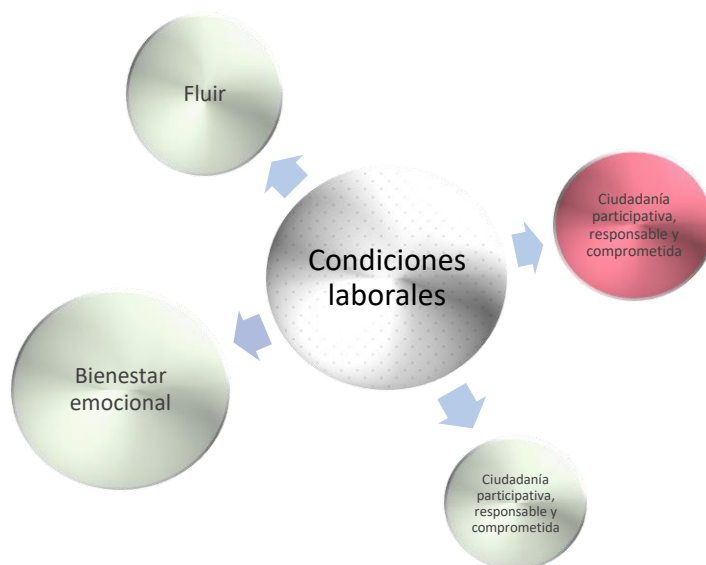 Fluir
Ciudadanía
participativa,
responsable y
comprometida
Condiciones
laborales
Bienestar
emocional
Ciudadanía
participativa,
responsable y
comprometida